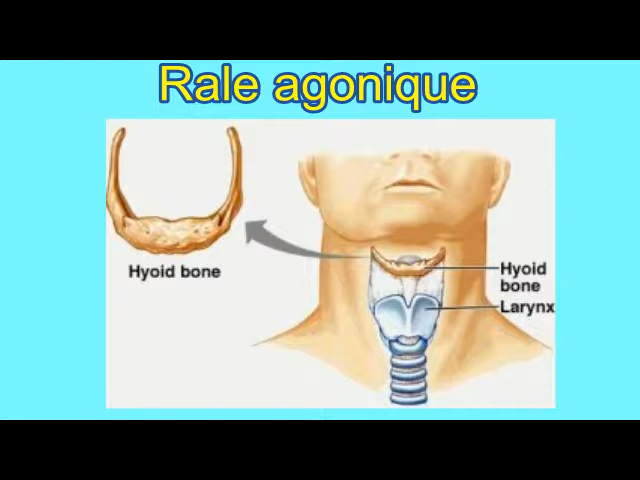 Rale agonique
Hyoid bone
Hyoid
bone
Larynx